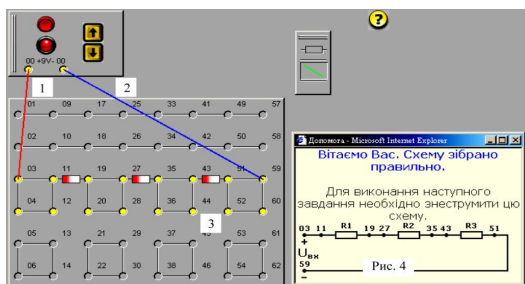 00 +9V- 00
1 2
01 09 17 25 33 41 49 57
02 10 18 26 34 42 50 58
03 11 19 27 35 43 51 59
04 12 20 28 36 44 52 60
3
05 13 21 29 37 45 53 61
06 14 22 30 38 46 54 62
?
Допомога - Microsoft Internet Explorer
Вітаємо Вас. Схему зібрано
правильно.
Для виконання наступного
завдання необхідно знеструмити цю
схему.
03 11 R1 19 27 R2 35 43 R3 51
+
Uвх
59
–
Рис. 4